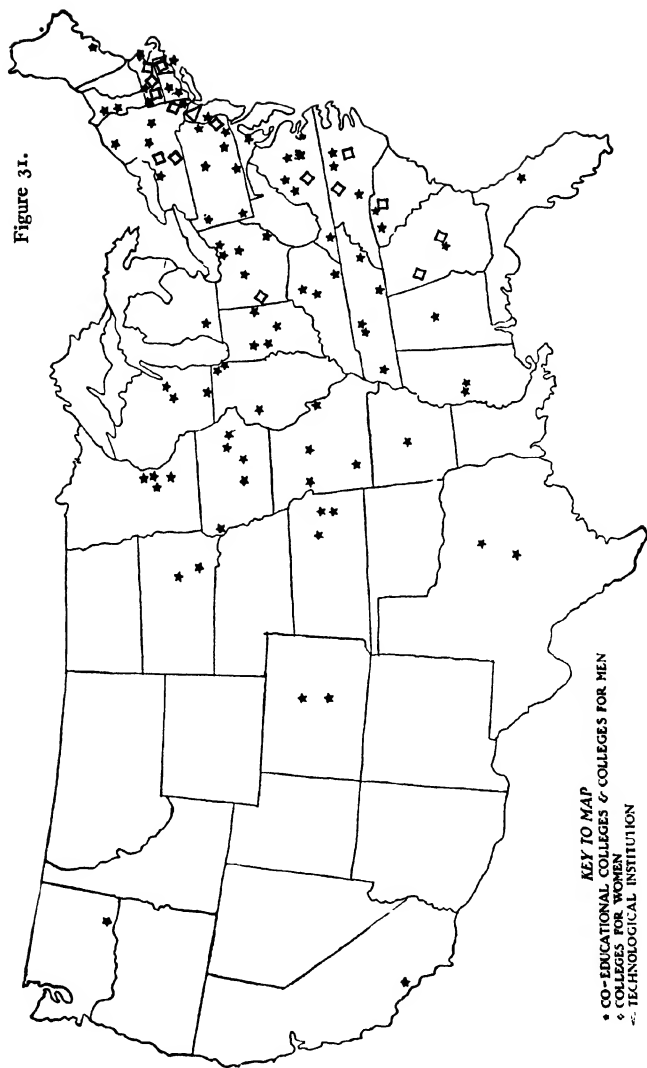 Figure 31.
KEY TO MAP
★ CO-EDUCATIONAL COLLEGES & COLLEGES FOR MEN
◇ COLLEGES FOR WOMEN
◁ TECHNOLOGICAL INSTITUTION